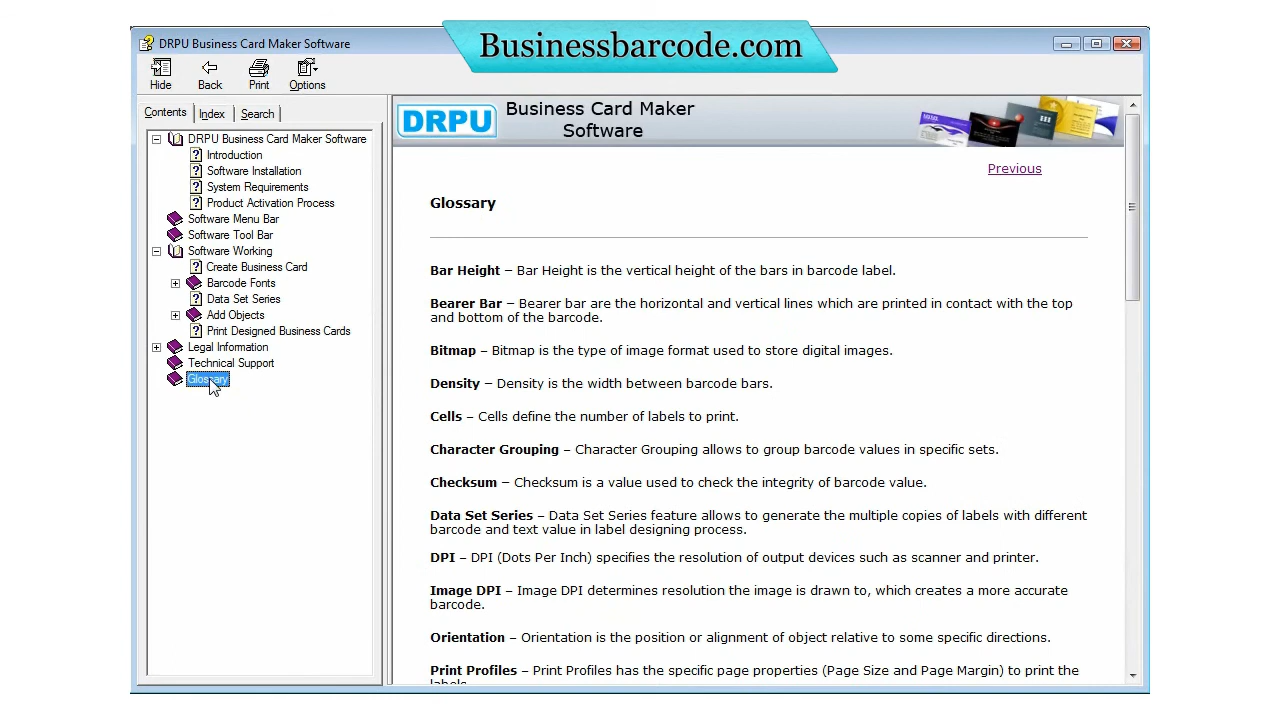 Businessbarcode.com
DRPU Business Card Maker Software
Hide Back Print Options
Contents Index Search
DRPU Business Card Maker Software
Introduction
Software Installation
System Requirements
Product Activation Process
Software Menu Bar
Software Tool Bar
Software Working
Create Business Card
Barcode Fonts
Data Set Series
Add Objects
Print Designed Business Cards
Legal Information
Technical Support
Glossary
DRPU
Business Card Maker
Software
Previous
Glossary
Bar Height – Bar Height is the vertical height of the bars in barcode label.
Bearer Bar – Bearer bar are the horizontal and vertical lines which are printed in contact with the top
and bottom of the barcode.
Bitmap – Bitmap is the type of image format used to store digital images.
Density – Density is the width between barcode bars.
Cells – Cells define the number of labels to print.
Character Grouping – Character Grouping allows to group barcode values in specific sets.
Checksum – Checksum is a value used to check the integrity of barcode value.
Data Set Series – Data Set Series feature allows to generate the multiple copies of labels with different
barcode and text value in label designing process.
DPI – DPI (Dots Per Inch) specifies the resolution of output devices such as scanner and printer.
Image DPI – Image DPI determines resolution the image is drawn to, which creates a more accurate
barcode.
Orientation – Orientation is the position or alignment of object relative to some specific directions.
Print Profiles – Print Profiles has the specific page properties (Page Size and Page Margin) to print the
labels